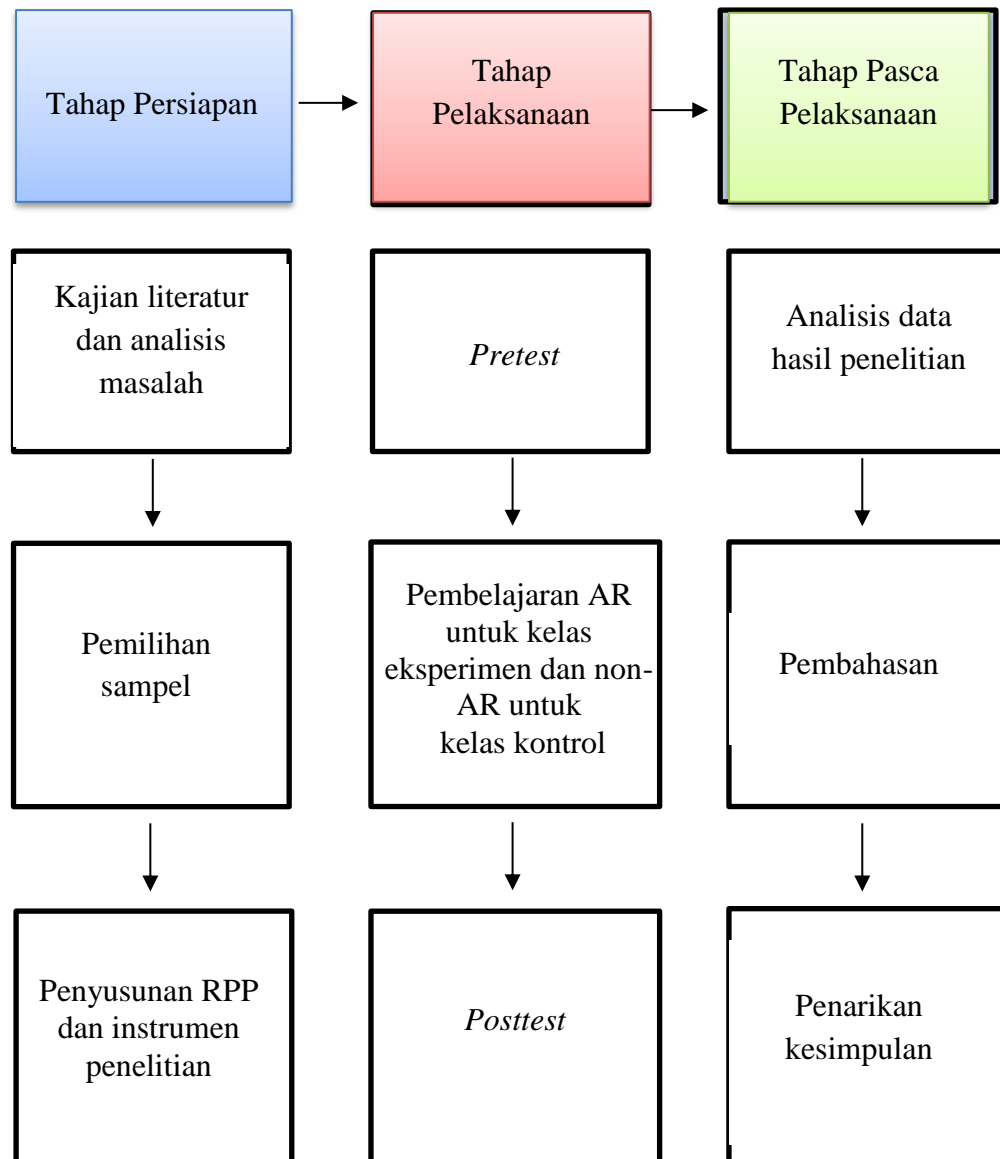 Tahap Persiapan
Tahap
Pelaksanaan
Tahap Pasca
Pelaksanaan
Kajian literatur
dan analisis
masalah
Pretest
Analisis data
hasil penelitian
Pemilihan
sampel
Pembelajaran AR
untuk kelas
eksperimen dan non-
AR untuk
kelas kontrol
Pembahasan
Penyusunan RPP
dan instrumen
penelitian
Posttest
Penarikan
kesimpulan